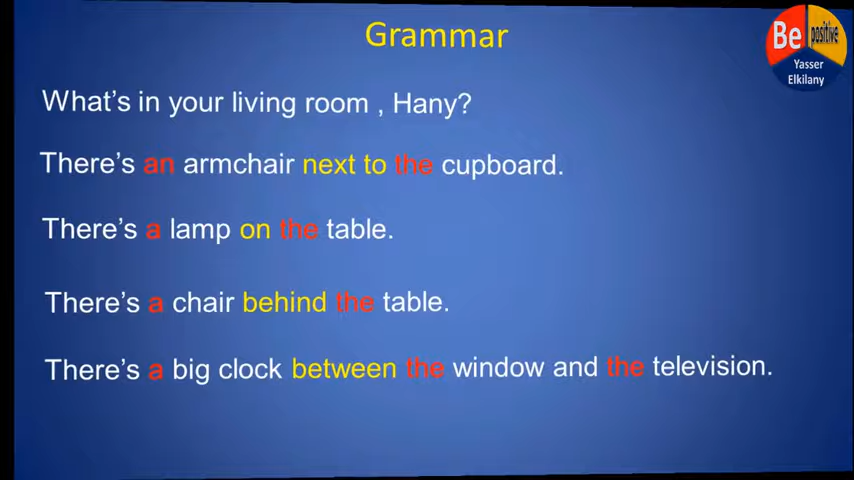 Grammar
Be positive
Yasser
Elkilany
What's in your living room , Hany?
There's an armchair next to the cupboard.
There's a lamp on the table.
There's a chair behind the table.
There's a big clock between the window and the television.